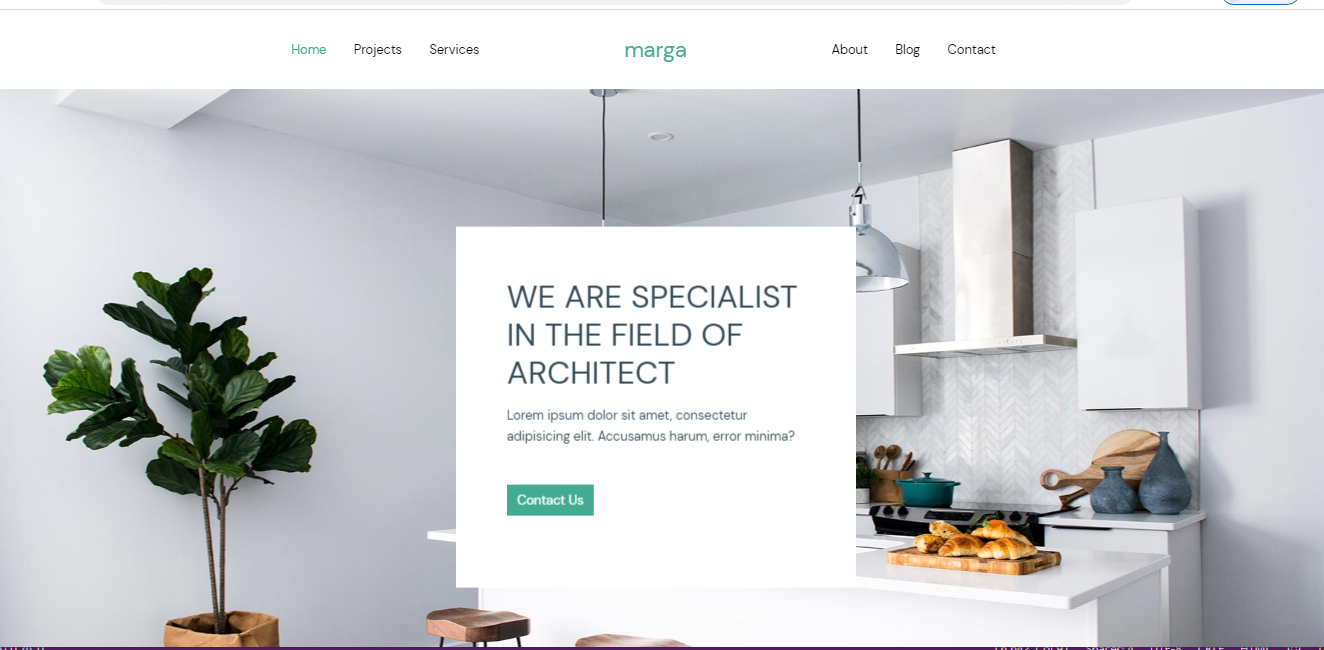 Home Projects Services marga About Blog Contact
WE ARE SPECIALIST
IN THE FIELD OF
ARCHITECT
Lorem ipsum dolor sit amet, consectetur
adipisicing elit. Accusamus harum, error minima?
Contact Us